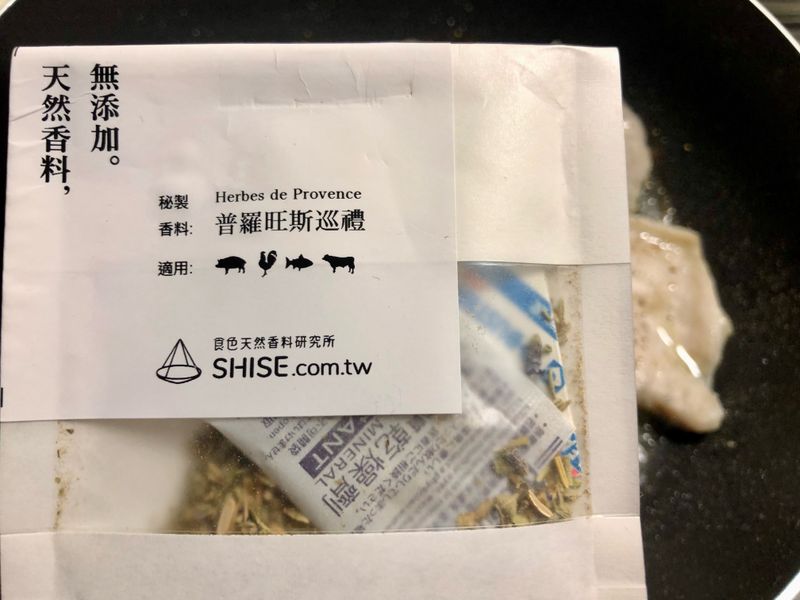 無添加。
天然香料，
秘製
香料:
Herbes de Provence
普羅旺斯巡禮
適用:
食色天然香料研究所
SHISE.com.tw
MINERAL
乾燥劑